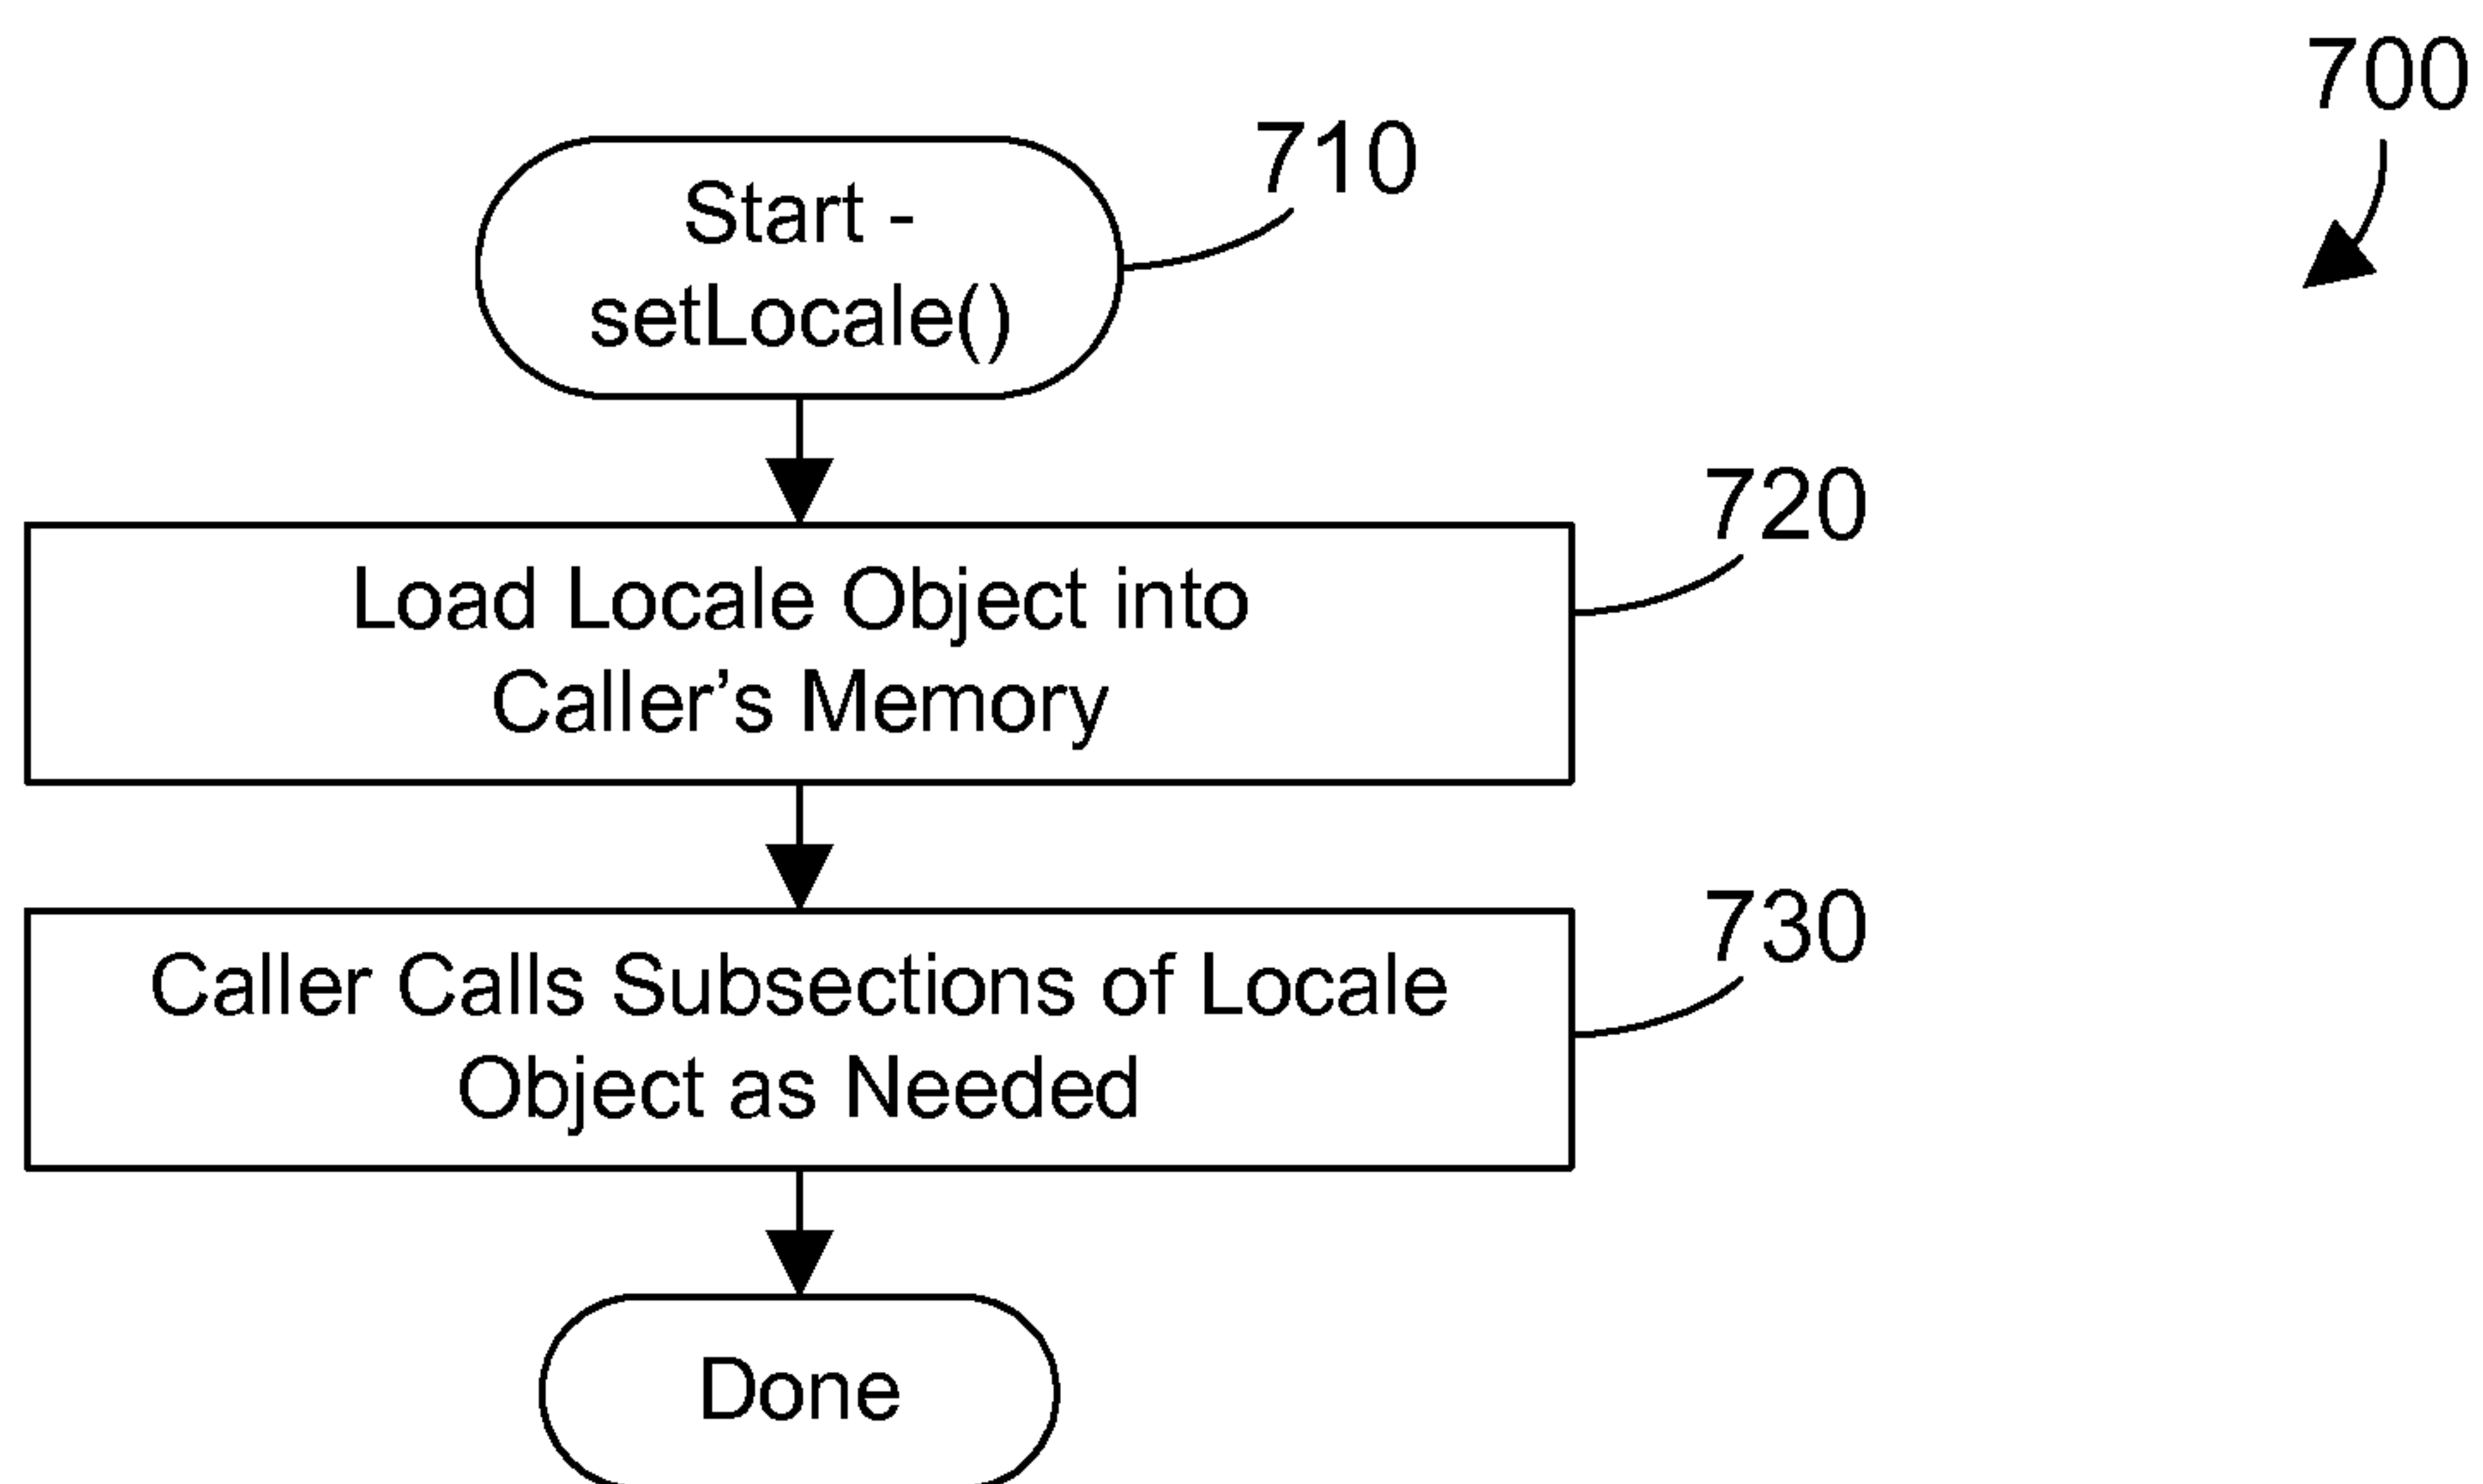 700
710
Start -
setLocale()
720
Load Locale Object into
Caller’s Memory
730
Caller Calls Subsections of Locale
Object as Needed
Done